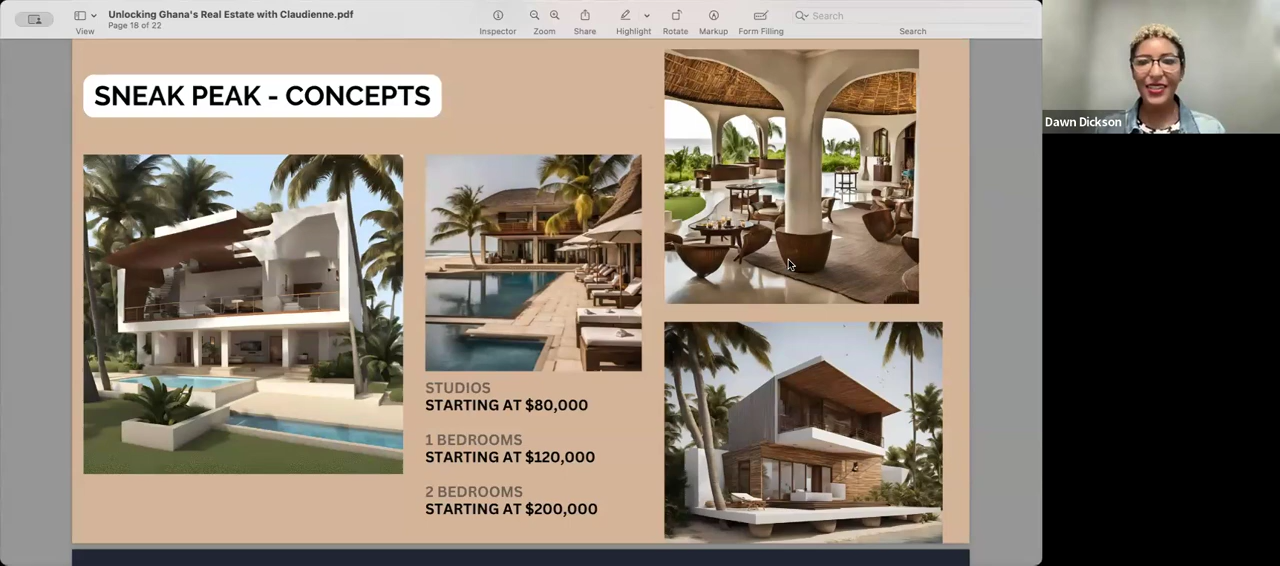 Unlocking Ghana's Real Estate with Claudienne.pdf
Page 18 of 22
View
Inspector
Zoom
Share
Highlight
Rotate
Markup
Form Filling
Search
Search
SNEAK PEAK - CONCEPTS
STUDIOS
STARTING AT $80,000
1 BEDROOMS
STARTING AT $120,000
2 BEDROOMS
STARTING AT $200,000
Dawn Dickson